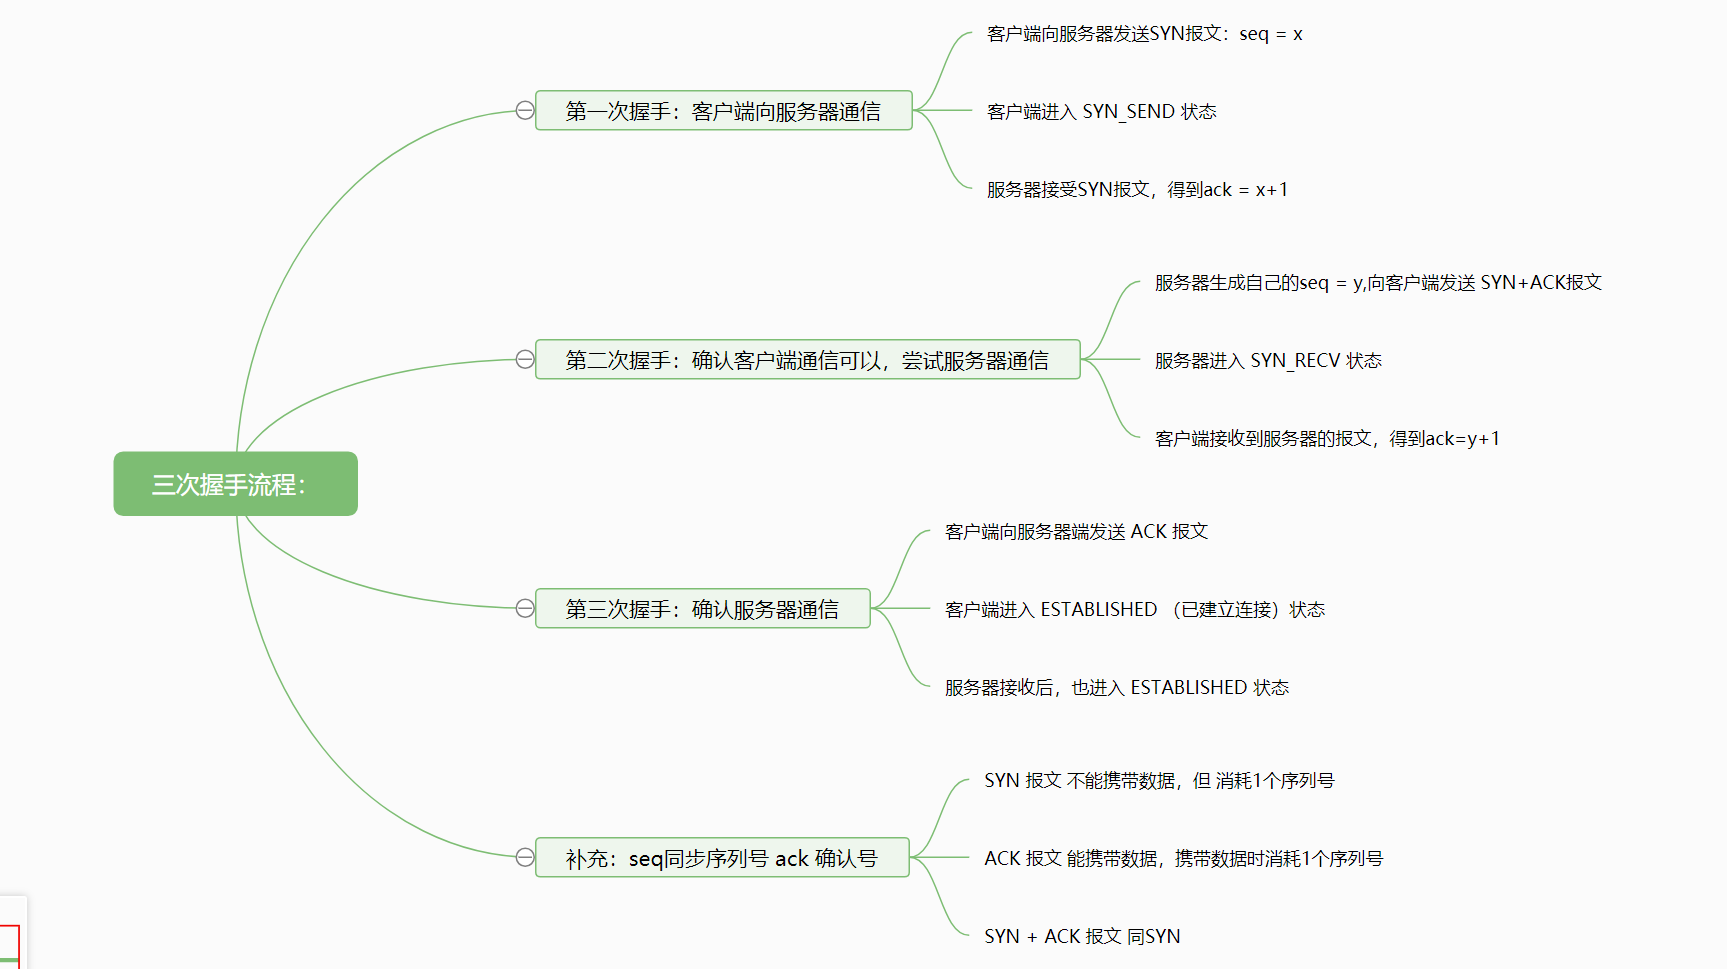 三次握手流程：
第一次握手：客户端向服务器通信
客户端向服务器发送SYN报文：seq = x
客户端进入 SYN_SEND 状态
服务器接受SYN报文，得到ack = x+1
第二次握手：确认客户端通信可以，尝试服务器通信
服务器生成自己的seq = y,向客户端发送 SYN+ACK报文
服务器进入 SYN_RECV 状态
客户端接收到服务器的报文，得到ack=y+1
第三次握手：确认服务器通信
客户端向服务器端发送 ACK 报文
客户端进入 ESTABLISHED （已建立连接）状态
服务器接收后，也进入 ESTABLISHED 状态
补充：seq同步序列号 ack 确认号
SYN 报文 不能携带数据，但 消耗1个序列号
ACK 报文 能携带数据，携带数据时消耗1个序列号
SYN + ACK 报文 同SYN